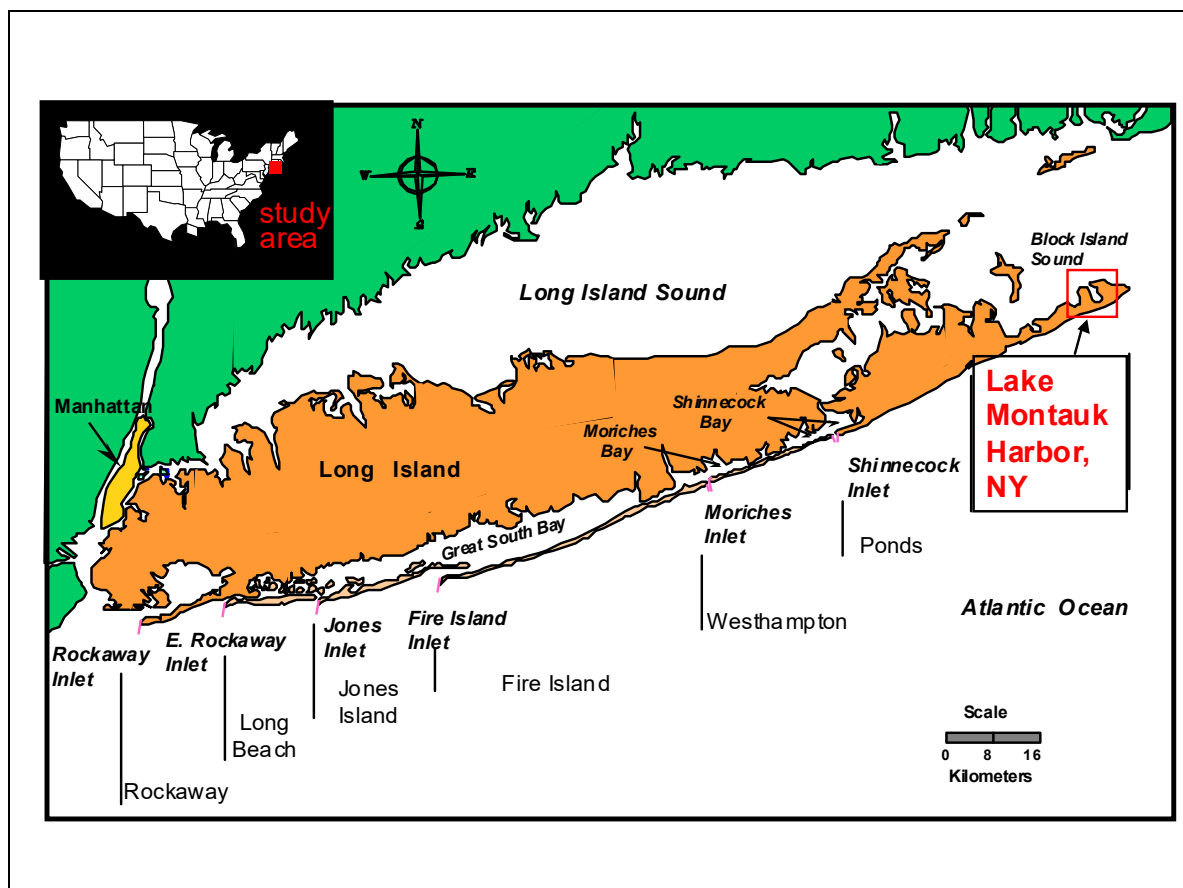 study
area
N
E
S
Block Island
Sound
Long Island Sound
Lake
Montauk
Harbor,
NY
Manhattan
Shinnecock
Bay
Moriches
Bay
Long Island
Shinnecock
Inlet
Moriches
Inlet
Great South Bay
Ponds
Atlantic Ocean
Westhampton
Fire Island
Inlet
Jones
Inlet
E. Rockaway
Inlet
Rockaway
Inlet
Fire Island
Jones
Island
Long
Beach
Rockaway
Scale
0 8 16
Kilometers